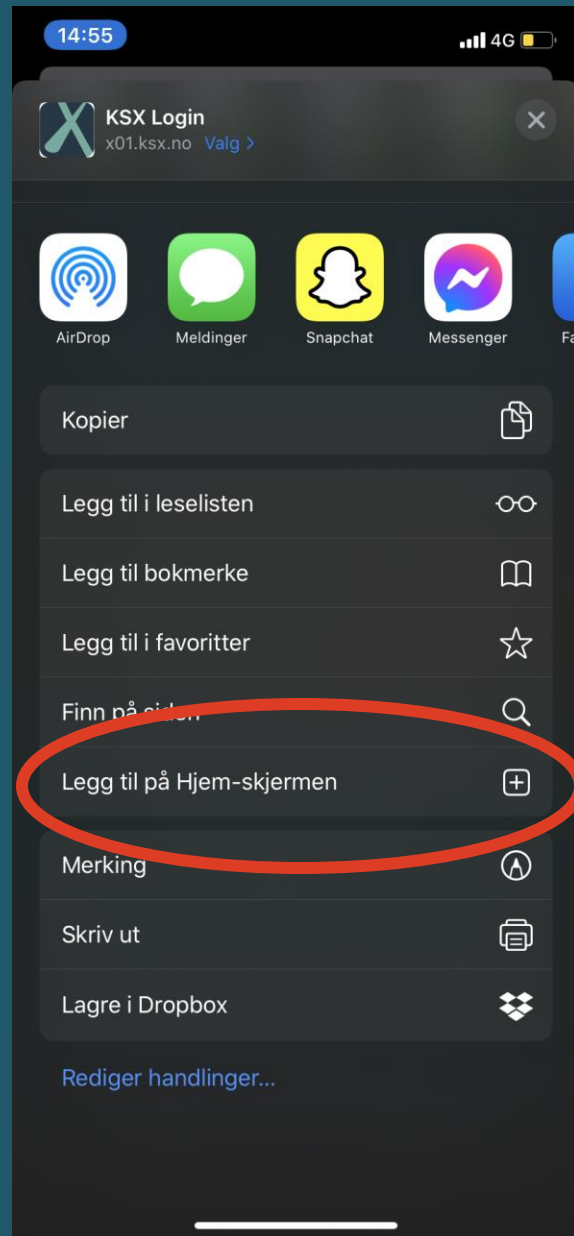 14:55
4G
KSX Login
x01.ksx.no Valg >
AirDrop
Meldinger
Snapchat
Messenger
Fa
Kopier
Legg til i leselisten
Legg til bokmerke
Legg til i favoritter
Finn på siden
Legg til på Hjem-skjermen
Merking
Skriv ut
Lagre i Dropbox
Rediger handlinger...